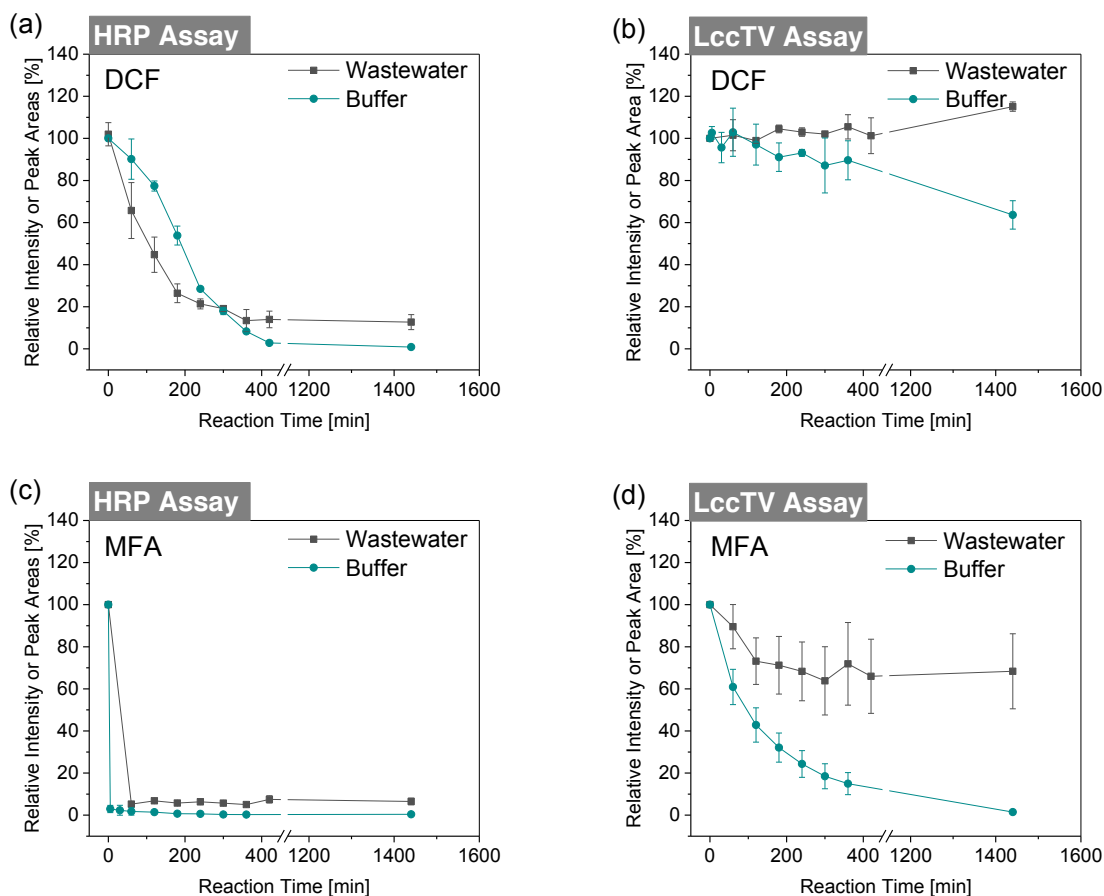 (a)
HRP Assay
Relative Intensity or Peak Areas [%]
140
120
100
80
60
40
20
0
DCF
Wastewater
Buffer
0 200 400 1200 1400 1600
Reaction Time [min]
(b)
LccTV Assay
Relative Intensity or Peak Area [%]
140
120
100
80
60
40
20
0
DCF
Wastewater
Buffer
0 200 400 1200 1400 1600
Reaction Time [min]
(c)
HRP Assay
Relative Intensity or Peak Areas [%]
140
120
100
80
60
40
20
0
MFA
Wastewater
Buffer
0 200 400 1200 1400 1600
Reaction Time [min]
(d)
LccTV Assay
Relative Intensity or Peak Area [%]
140
120
100
80
60
40
20
0
MFA
Wastewater
Buffer
0 200 400 1200 1400 1600
Reaction Time [min]